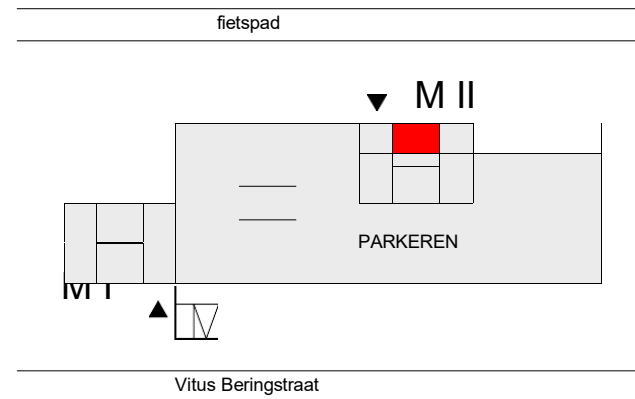 fietspad
M II
PARKEREN
M I
Vitus Beringstraat